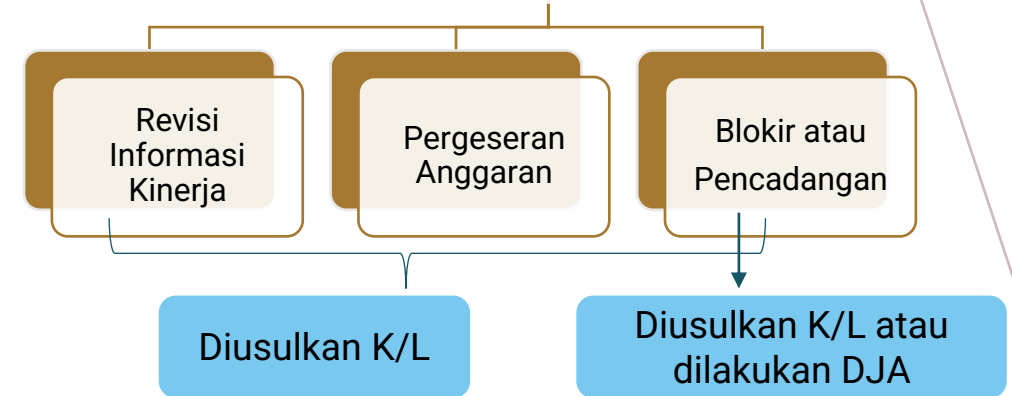 Revisi
Informasi
Kinerja
Pergeseran
Anggaran
Blokir atau
Pencadangan
Diusulkan K/L
Diusulkan K/L atau
dilakukan DJA